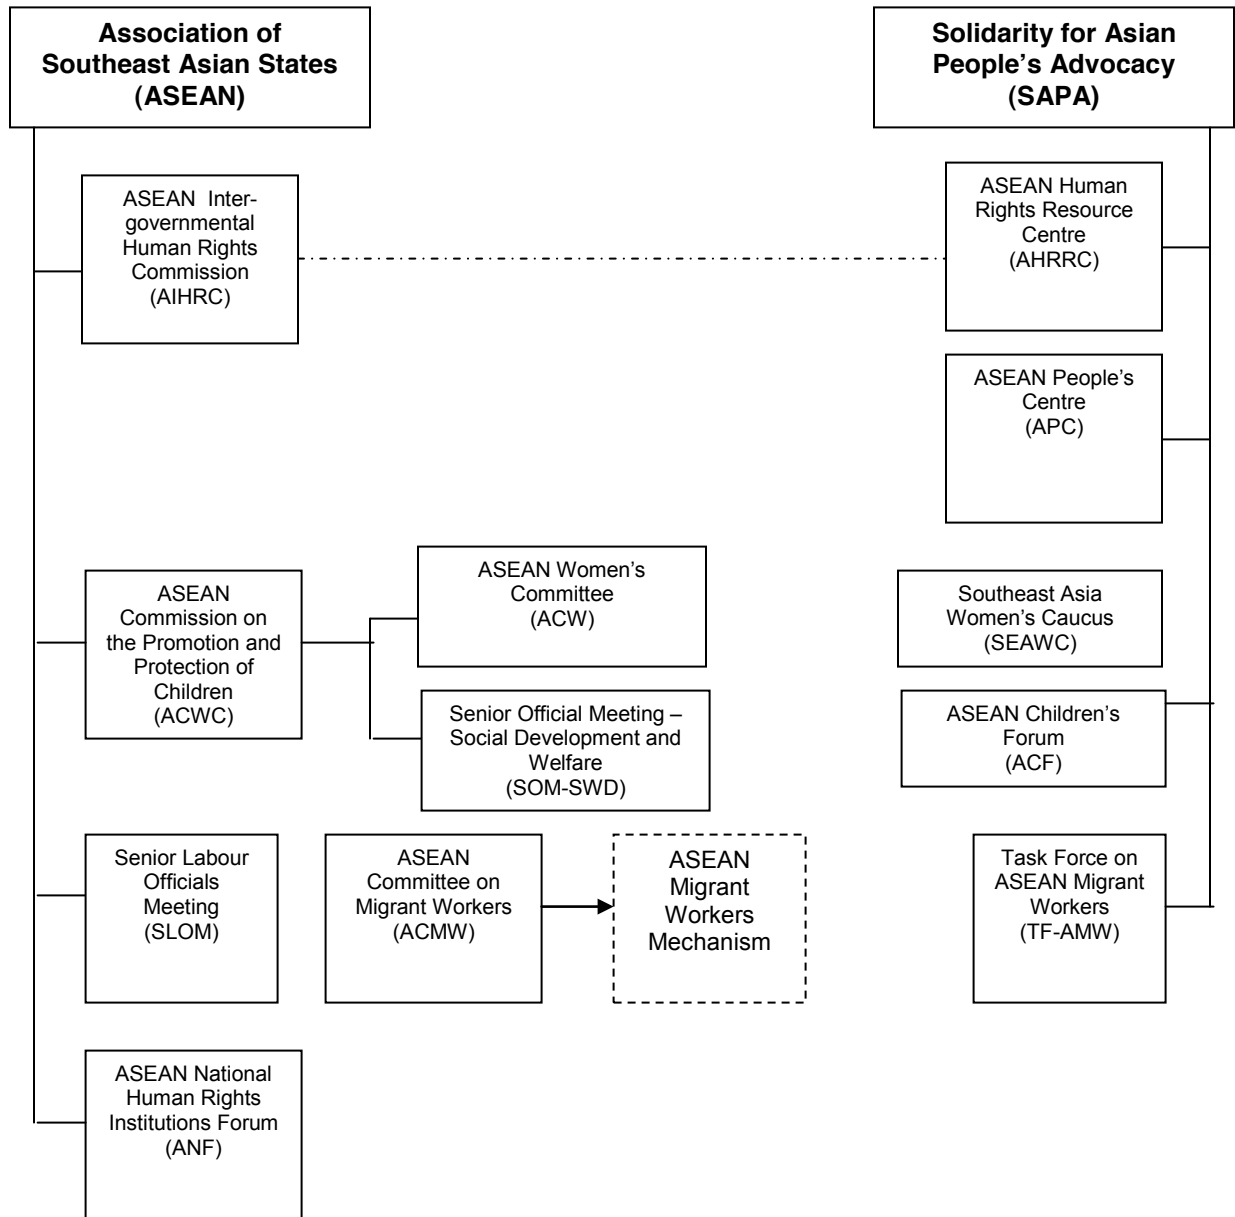 Association of
Southeast Asian States
(ASEAN)
Solidarity for Asian
People’s Advocacy
(SAPA)
ASEAN Inter-
governmental
Human Rights
Commission
(AIHRC)
ASEAN Human
Rights Resource
Centre
(AHRRC)
ASEAN People’s
Centre
(APC)
ASEAN
Commission on
the Promotion and
Protection of
Children
(ACWC)
ASEAN Women’s
Committee
(ACW)
Senior Official Meeting –
Social Development and
Welfare
(SOM-SWD)
Southeast Asia
Women’s Caucus
(SEAWC)
ASEAN Children’s
Forum
(ACF)
Senior Labour
Officials
Meeting
(SLOM)
ASEAN
Committee on
Migrant Workers
(ACMW)
ASEAN
Migrant
Workers
Mechanism
Task Force on
ASEAN Migrant
Workers
(TF-AMW)
ASEAN National
Human Rights
Institutions Forum
(ANF)